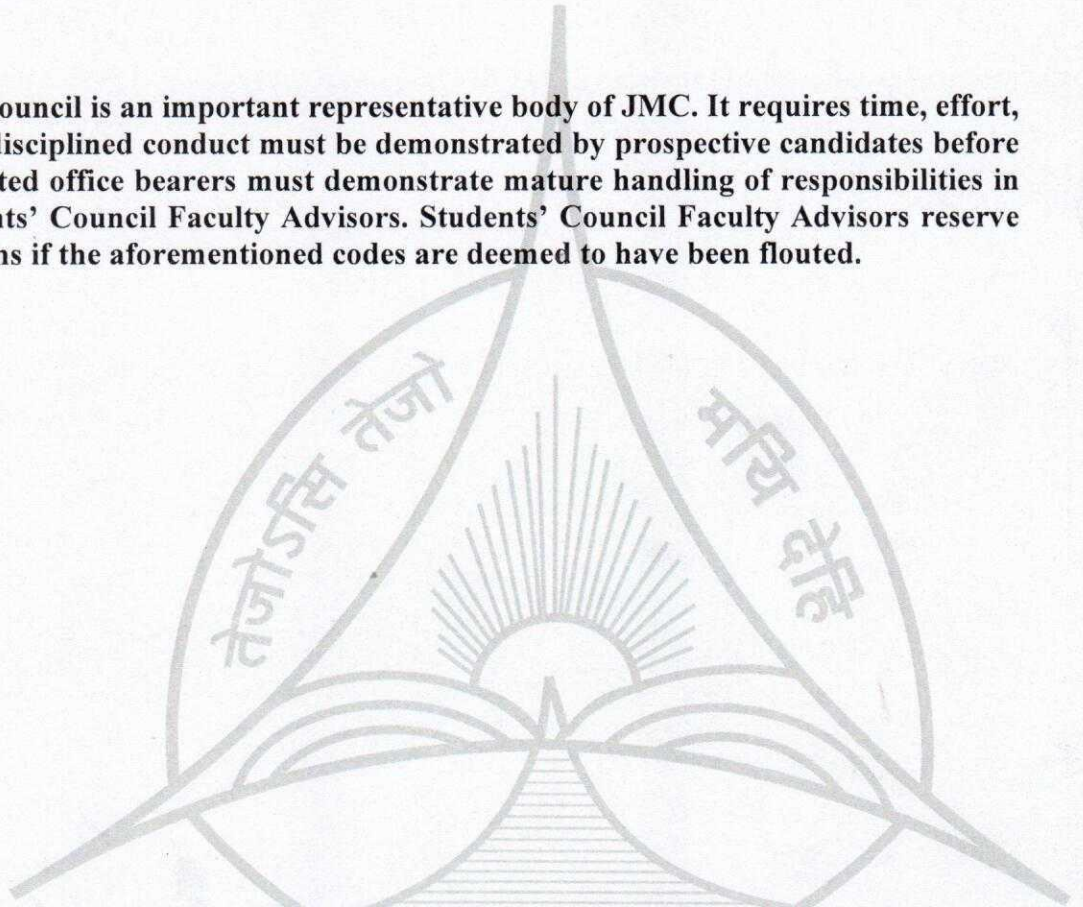 ouncil is an important representative body of JMC. It requires time, effort,
disciplined conduct must be demonstrated by prospective candidates before
ted office bearers must demonstrate mature handling of responsibilities in
nts’ Council Faculty Advisors. Students’ Council Faculty Advisors reserve
ns if the aforementioned codes are deemed to have been flouted.
तेजोऽसि तेजो
मयि देहि